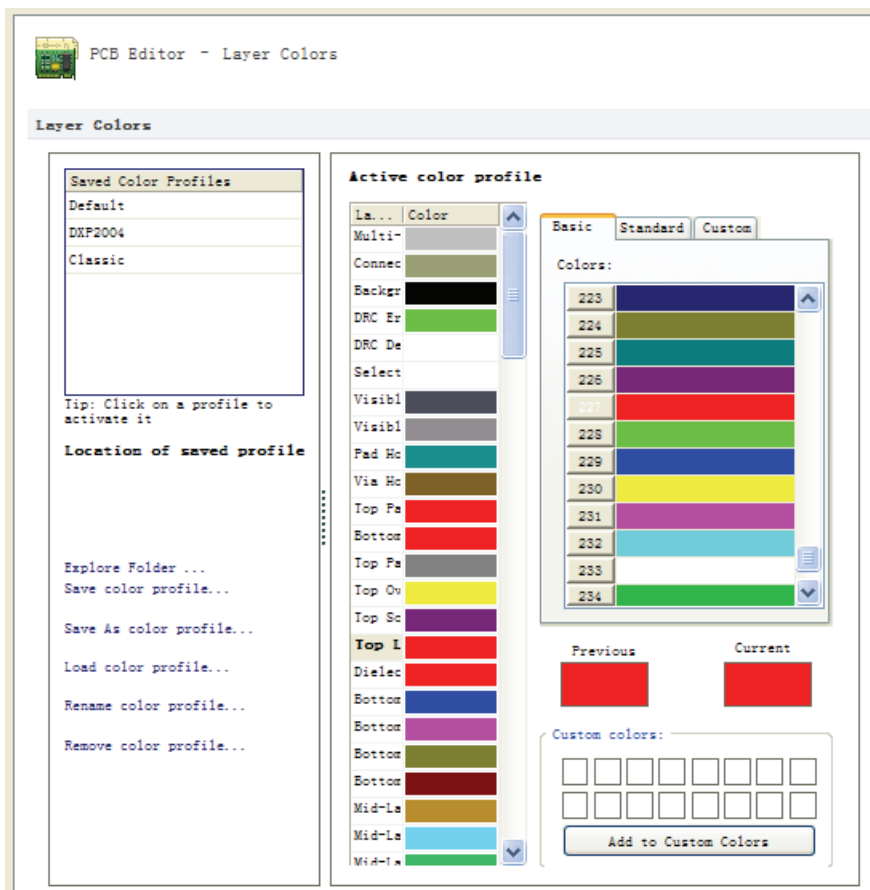 PCB Editor - Layer Colors
Layer Colors
Saved Color Profiles
Default
DXP2004
Classic
Tip: Click on a profile to
activate it
Location of saved profile
Explore Folder ...
Save color profile...
Save As color profile...
Load color profile...
Rename color profile...
Remove color profile...
Active color profile
La... Color
Multi-
Connec
Backgr
DRC Er
DRC De
Select
Visibl
Visibl
Pad Ho
Via Ho
Top Pa
Bottom
Top Pa
Top Ov
Top So
Top L
Dielec
Bottom
Bottom
Bottom
Bottom
Mid-La
Mid-La
Mid-La
Basic Standard Custom
Colors:
223
224
225
226
227
228
229
230
231
232
233
234
Previous Current
Custom colors:
Add to Custom Colors